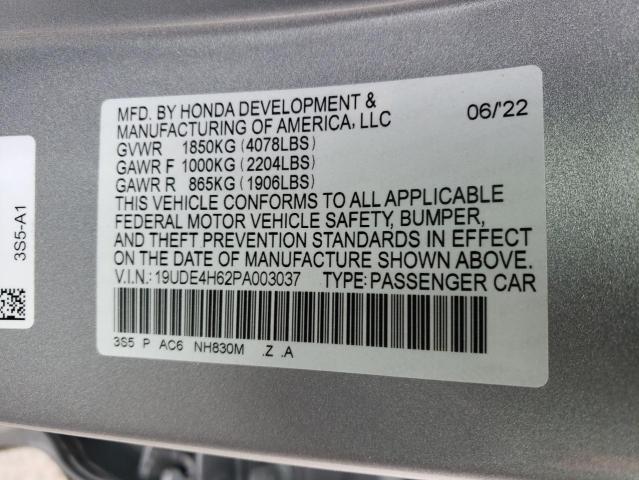 MFD. BY HONDA DEVELOPMENT &
MANUFACTURING OF AMERICA, LLC 06/'22
GVWR 1850KG (4078LBS)
GAWR F 1000KG (2204LBS)
GAWR R 865KG (1906LBS)
THIS VEHICLE CONFORMS TO ALL APPLICABLE
FEDERAL MOTOR VEHICLE SAFETY, BUMPER,
AND THEFT PREVENTION STANDARDS IN EFFECT
ON THE DATE OF MANUFACTURE SHOWN ABOVE.
V.I.N.: 19UDE4H62PA003037 TYPE: PASSENGER CAR
3S5 P AC6 NH830M .Z .A
3S5-A1